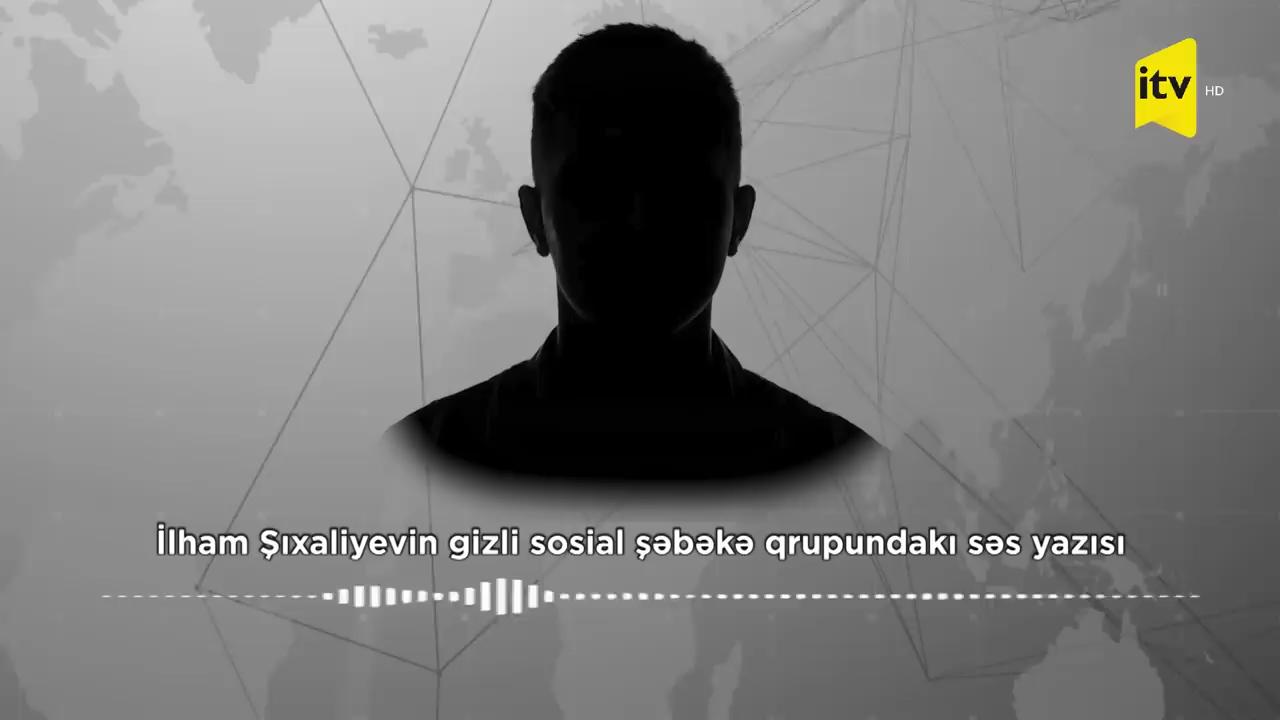 itv HD
İlham Şıxaliyevin gizli sosial şəbəkə qrupundakı səs yazısı